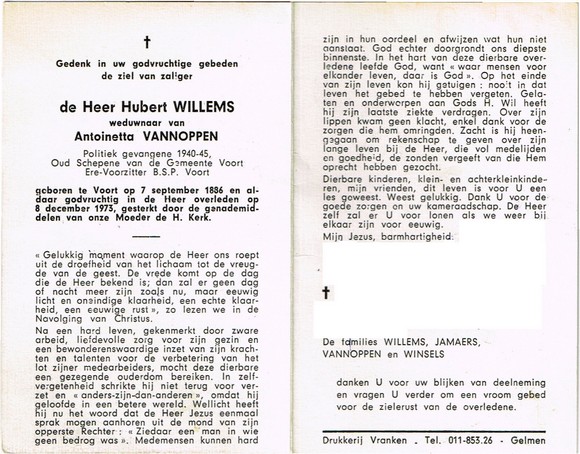 Gedenk in uw godvruchtige gebeden
de ziel van zaliger
de Heer Hubert WILLEMS
weduwnaar van
Antoinetta VANNOPPEN
Politiek gevangene 1940-45,
Oud Schepene van de Gemeente Voort
Ere-Voorzitter B.S.P. Voort
geboren te Voort op 7 september 1886 en al-
daar godvruchtig in de Heer overleden op
8 december 1973, gesterkt door de genademid-
delen van onze Moeder de H. Kerk.
« Gelukkig moment waarop de Heer ons roept
uit de droefheid van het lichaam tot de vreug-
de van de geest. De vrede komt op de dag
die de Heer bekend is; dan zal er geen dag
of nacht meer zijn zoals nu, maar eeuwig
licht en oneindige klaarheid, een echte klaar-
heid, een eeuwige rust », zo lezen we in de
Navolging van Christus.
Na een hard leven, gekenmerkt door zware
arbeid, liefdevolle zorg voor zijn gezin en
een bewonderenswaardige inzet van zijn krach-
ten en talenten voor de verbetering van het
lot zijner medearbeiders, mocht deze dierbare
een gezegende ouderdom bereiken. In zelf-
vergetenheid schrikte hij niet terug voor ver-
zet en « anders-zijn-dan-anderen », omdat hij
geloofde in een betere wereld. Wellicht heeft
hij nu het woord dat de Heer Jezus eenmaal
sprak mogen aanhoren uit de mond van zijn
opperste Rechter : « Ziedaar een man in wie
geen bedrog was ». Medemensen kunnen hard
zijn in hun oordeel en afwijzen wat hun niet
aanslaat. God echter doorgrondt ons diepste
binnenste. In het hart van deze dierbare over-
ledene leefde God, want « waar mensen voor
elkander leven, daar is God ». Op het einde
van zijn leven kon hij getuigen : nooit in dat
leven het gebed te hebben vergeten. Gela-
ten en onderworpen aan Gods H. Wil heeft
hij zijn laatste ziekte verdragen. Over zijn
lippen kwam geen klacht, enkel dank voor de
zorgen die hem omringden. Zacht is hij heen-
gegaan om rekenschap te geven over zijn
lange leven bij de Heer, die vol medelijden
en goedheid, de zonden vergeeft van die Hem
oprecht hebben gezocht.
Dierbare kinderen, klein- en achterkleinkinde-
ren, mijn vrienden, dit leven is voor U een
les geweest. Weest gelukkig. Dank U voor de
goede zorgen en uw kameraadschap. De Heer
zelf zal er U voor lonen als we weer bij
elkaar zijn voor eeuwig.
Mijn Jezus, barmhartigheid:
De families WILLEMS, JAMAERS,
VANNOPPEN en WINSELS
danken U voor uw blijken van deelneming
en vragen U verder om een vroom gebed
voor de zielerust van de overledene.
Drukkerij Vranken - Tel. 011-853.26 - Gelmen